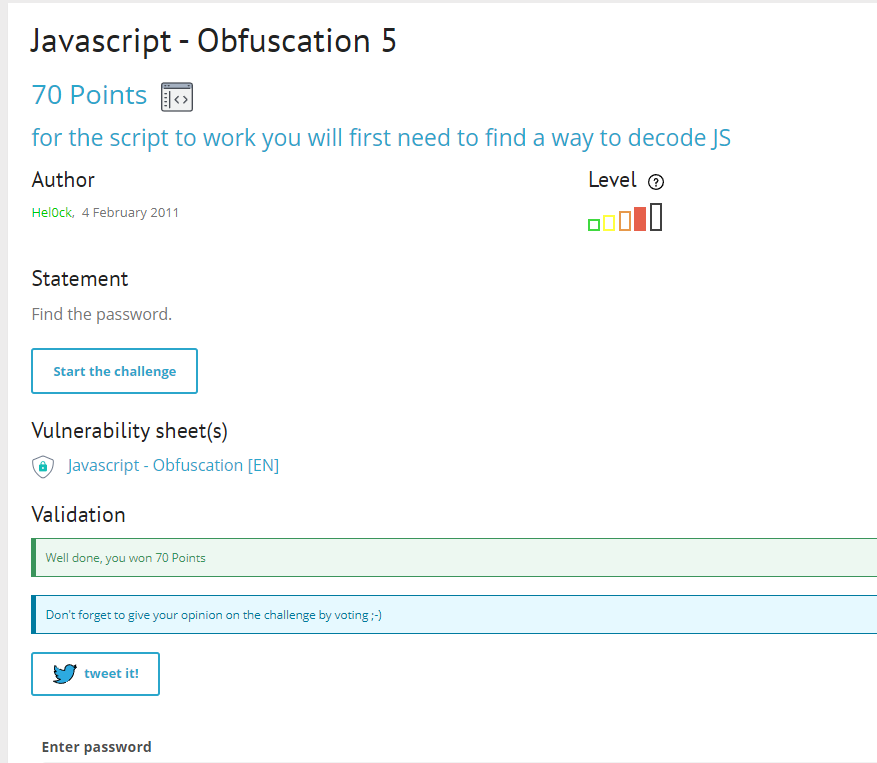 Javascript - Obfuscation 5
70 Points
for the script to work you will first need to find a way to decode JS
Author
Level ?
Hel0ck, 4 February 2011
Statement
Find the password.
Start the challenge
Vulnerability sheet(s)
Javascript - Obfuscation [EN]
Validation
Well done, you won 70 Points
Don't forget to give your opinion on the challenge by voting ;-)
tweet it!
Enter password